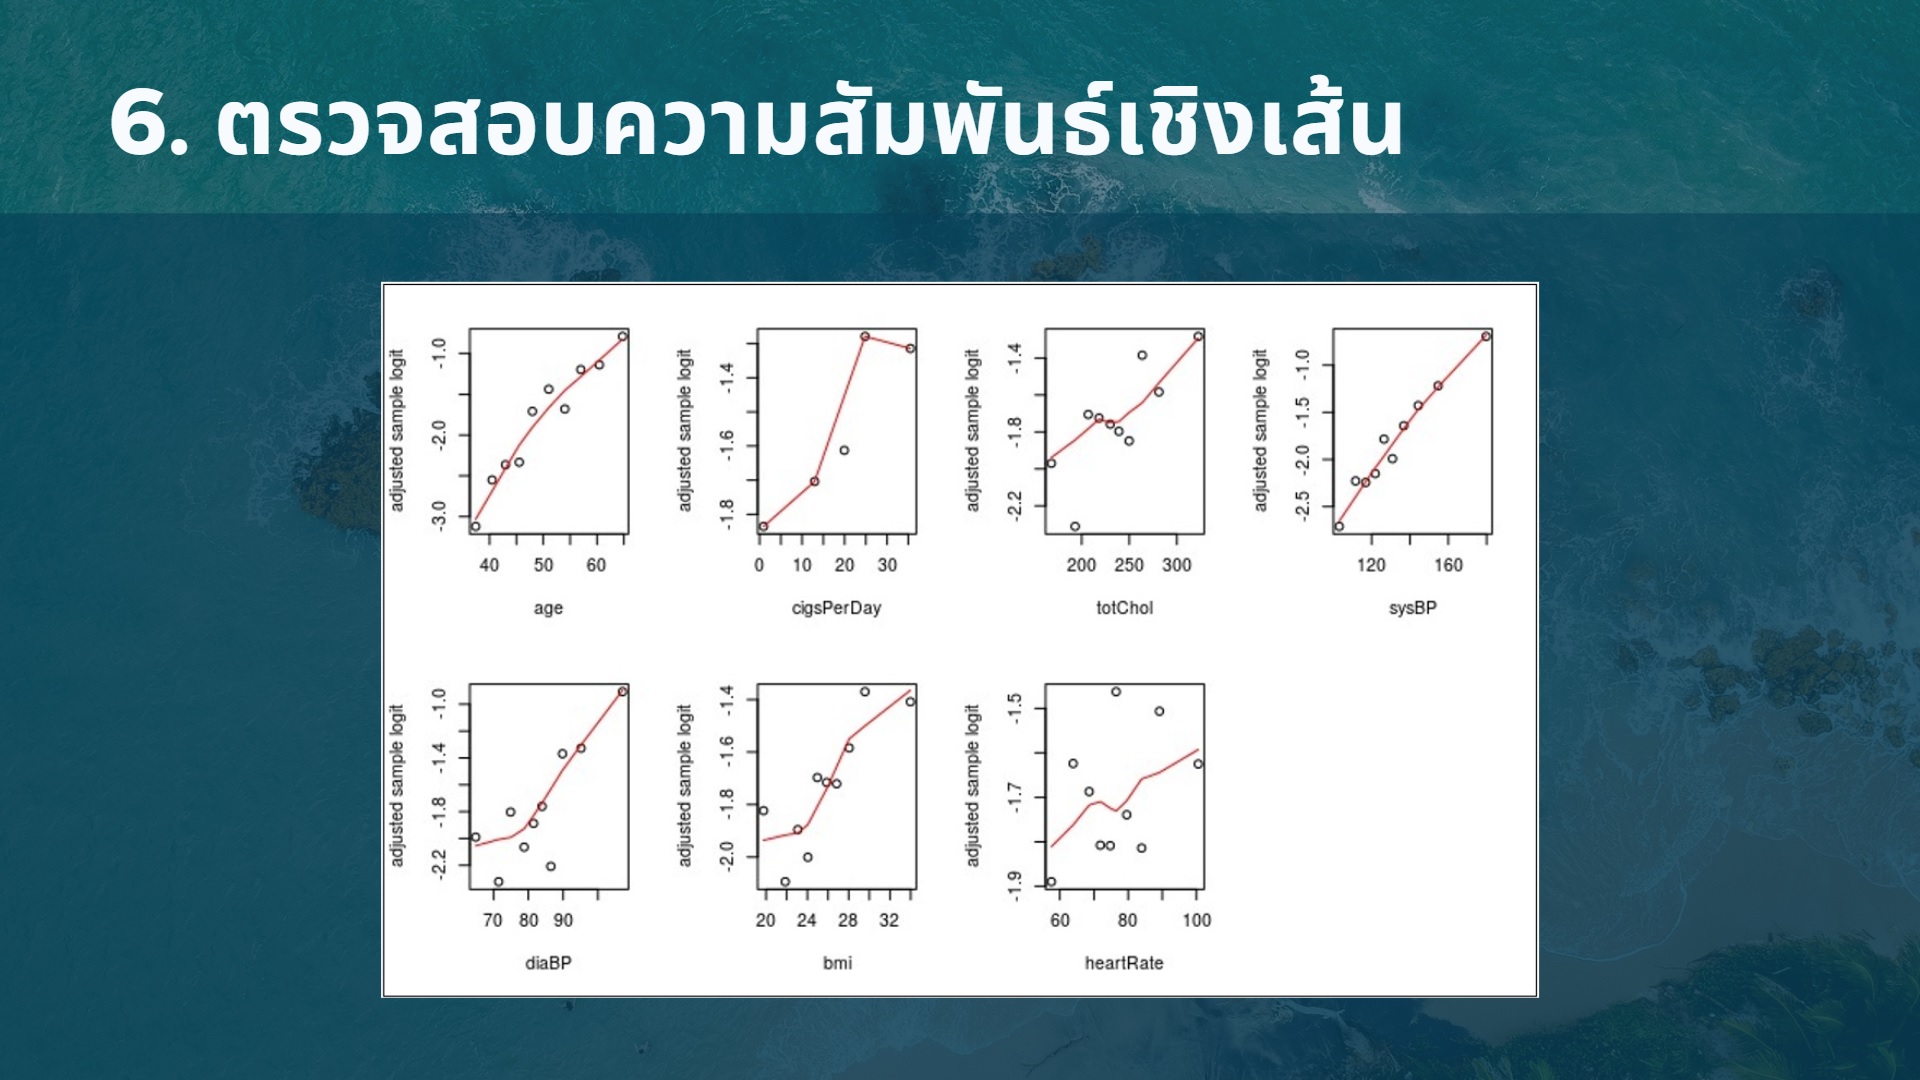 6. ตรวจสอบความสัมพันธ์เชิงเส้น
adjusted sample logit
-1.0
-2.0
-3.0
40 50 60
age
adjusted sample logit
-1.4
-1.6
-1.8
0 10 20 30
cigsPerDay
adjusted sample logit
-1.4
-1.8
-2.2
200 250 300
totChol
adjusted sample logit
-1.0
-1.5
-2.0
-2.5
120 160
sysBP
adjusted sample logit
-1.0
-1.4
-1.8
-2.2
70 80 90
diaBP
adjusted sample logit
-1.4
-1.6
-1.8
-2.0
20 24 28 32
bmi
adjusted sample logit
-1.5
-1.7
-1.9
60 80 100
heartRate